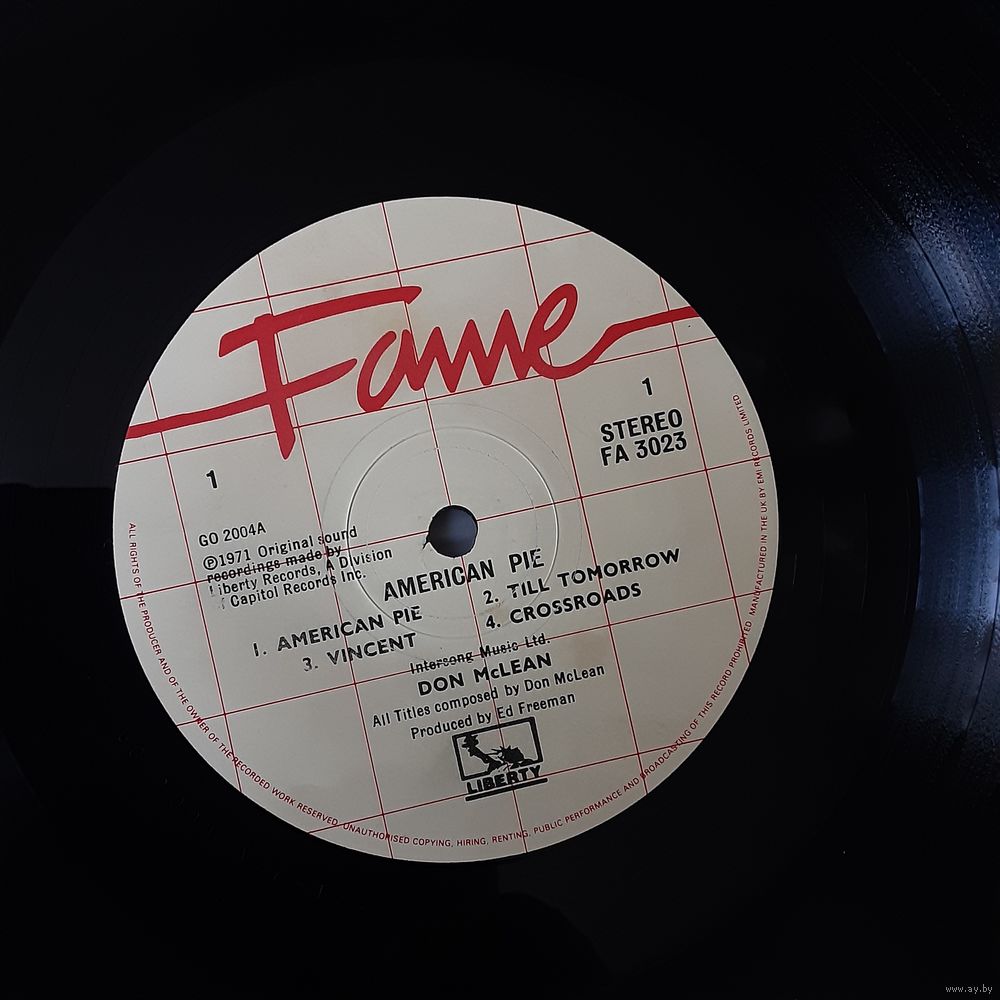 Fame
1
STEREO
FA 3023
1
GO 2004A
Ⓟ1971 Original sound
recordings made by
Liberty Records, A Division
of Capitol Records Inc.
AMERICAN PIE
1. AMERICAN PIE
2. TILL TOMORROW
3. VINCENT
4. CROSSROADS
Intersong Music Ltd.
DON McLEAN
All Titles composed by Don McLean
Produced by Ed Freeman
LIBERTY
ALL RIGHTS OF THE PRODUCER AND OF THE OWNER OF THE RECORDED WORK RESERVED. UNAUTHORISED COPYING, HIRING, RENTING, PUBLIC PERFORMANCE AND BROADCASTING OF THIS RECORD PROHIBITED. MANUFACTURED IN THE UK BY EMI RECORDS LIMITED
www.ay.by